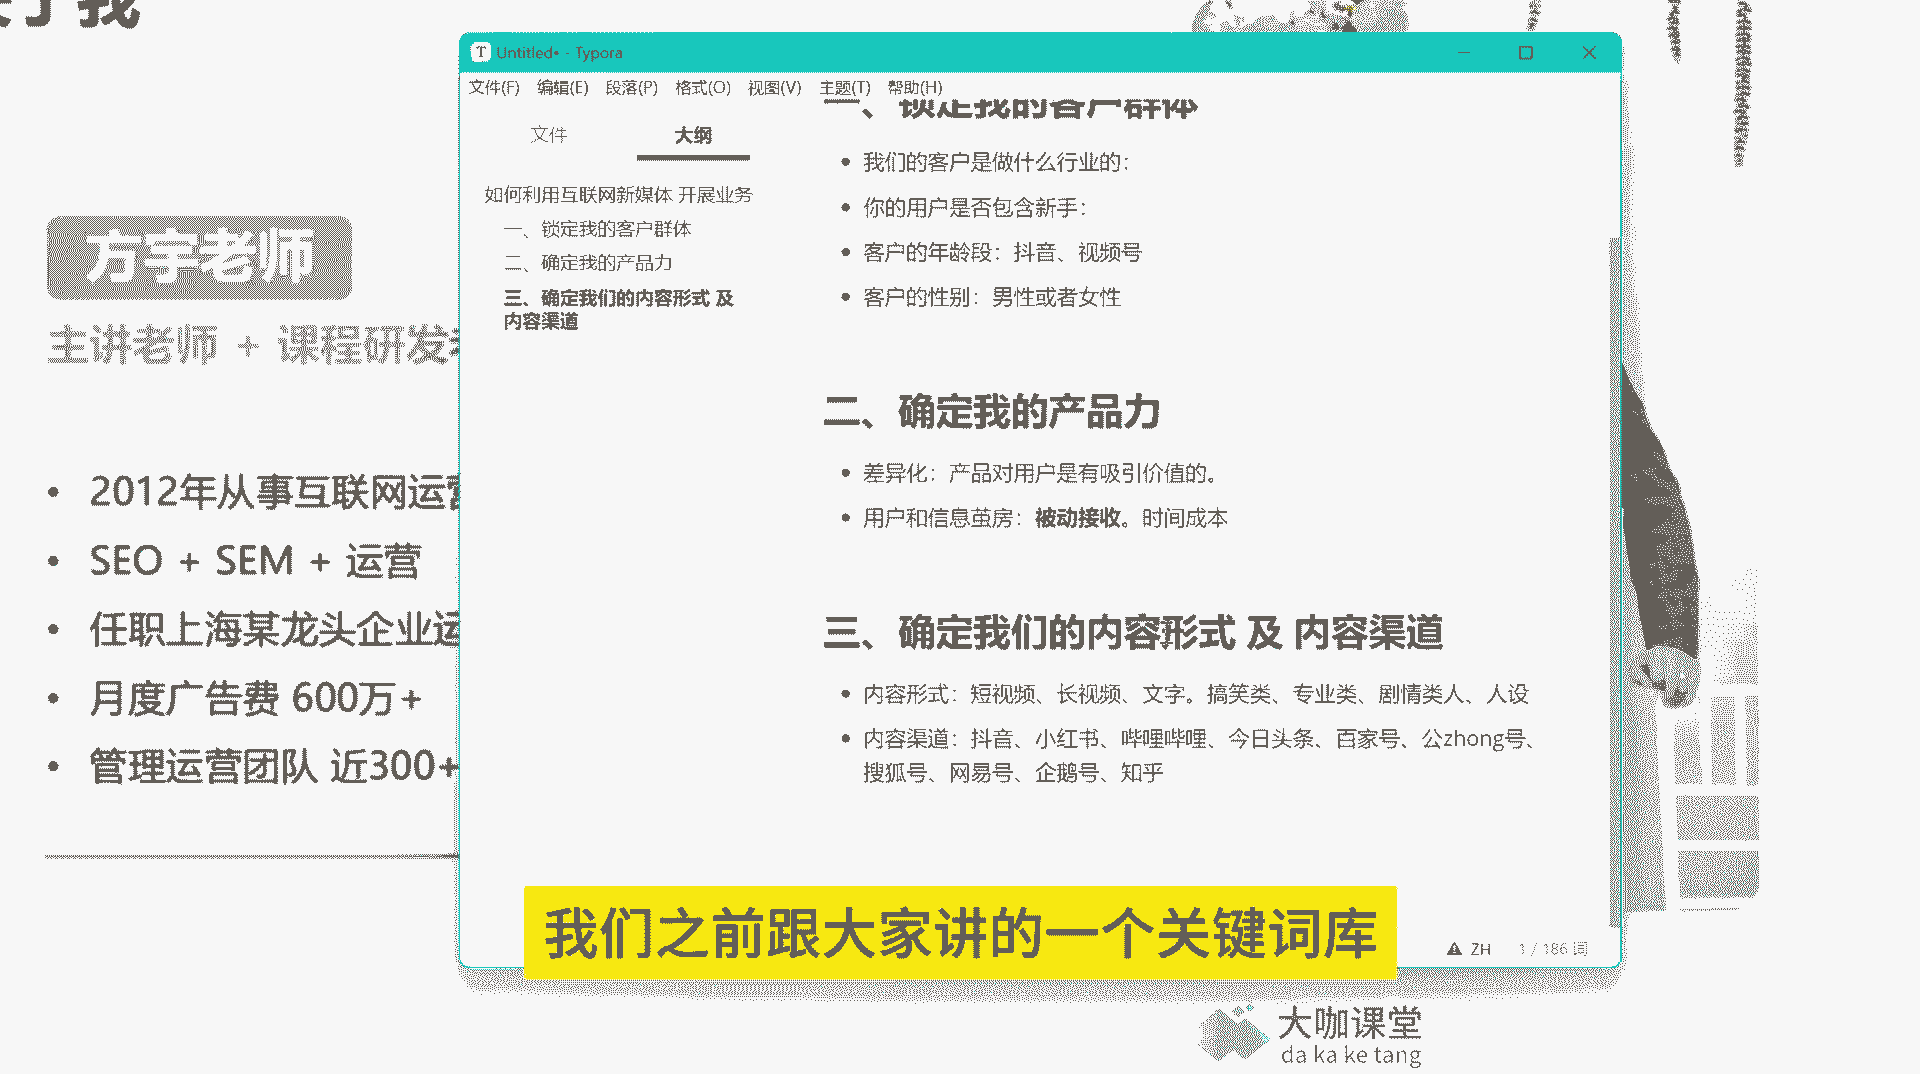 了我
Untitled• - Typora
文件(F) 编辑(E) 段落(P) 格式(O) 视图(V) 主题(T) 帮助(H)
文件 大纲
如何利用互联网新媒体 开展业务
一、锁定我的客户群体
二、确定我的产品力
三、确定我们的内容形式 及
内容渠道
一、锁定我的客户群体
• 我们的客户是做什么行业的：
• 你的用户是否包含新手：
• 客户的年龄段：抖音、视频号
• 客户的性别：男性或者女性
二、确定我的产品力
• 差异化：产品对用户是有吸引价值的。
• 用户和信息茧房：被动接收。时间成本
三、确定我们的内容形式 及 内容渠道
• 内容形式：短视频、长视频、文字。搞笑类、专业类、剧情类人、人设
• 内容渠道：抖音、小红书、哔哩哔哩、今日头条、百家号、公zhong号、
搜狐号、网易号、企鹅号、知乎
ZH 1 / 186 词
方宇老师
主讲老师 + 课程研发
• 2012年从事互联网运营
• SEO + SEM + 运营
• 任职上海某龙头企业运
• 月度广告费 600万+
• 管理运营团队 近300+
我们之前跟大家讲的一个关键词库
大咖课堂
da ka ke tang